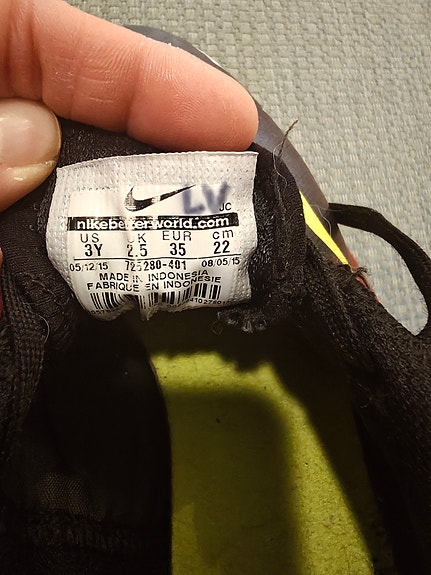 LV
JC
nikebetterworld.com
US UK EUR cm
3Y 2.5 35 22
05/12/15 725280-401 08/05/15
MADE IN INDONESIA
FABRIQUE EN INDONESIE